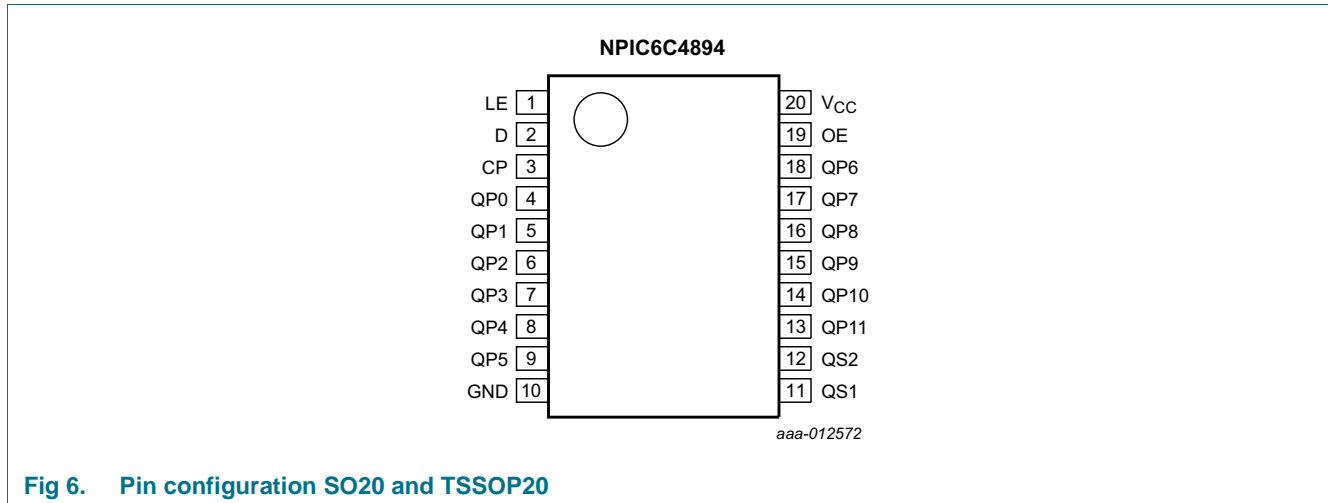 NPIC6C4894
LE 1
20 VCC
D 2
19 OE
CP 3
18 QP6
QP0 4
17 QP7
QP1 5
16 QP8
QP2 6
15 QP9
QP3 7
14 QP10
QP4 8
13 QP11
QP5 9
12 QS2
GND 10
11 QS1
aaa-012572
Fig 6. Pin configuration SO20 and TSSOP20